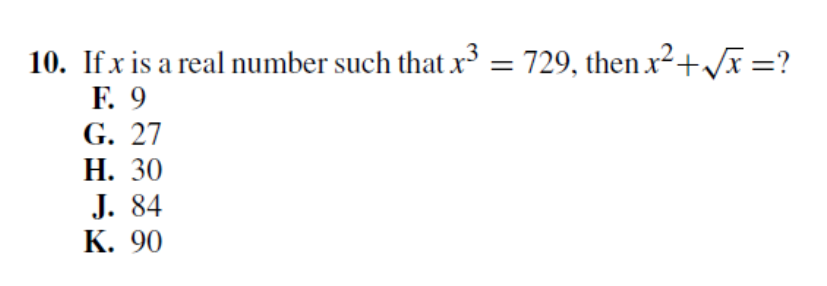 10. If x is a real number such that x³ = 729, then x²+√x =?
F. 9
G. 27
H. 30
J. 84
K. 90